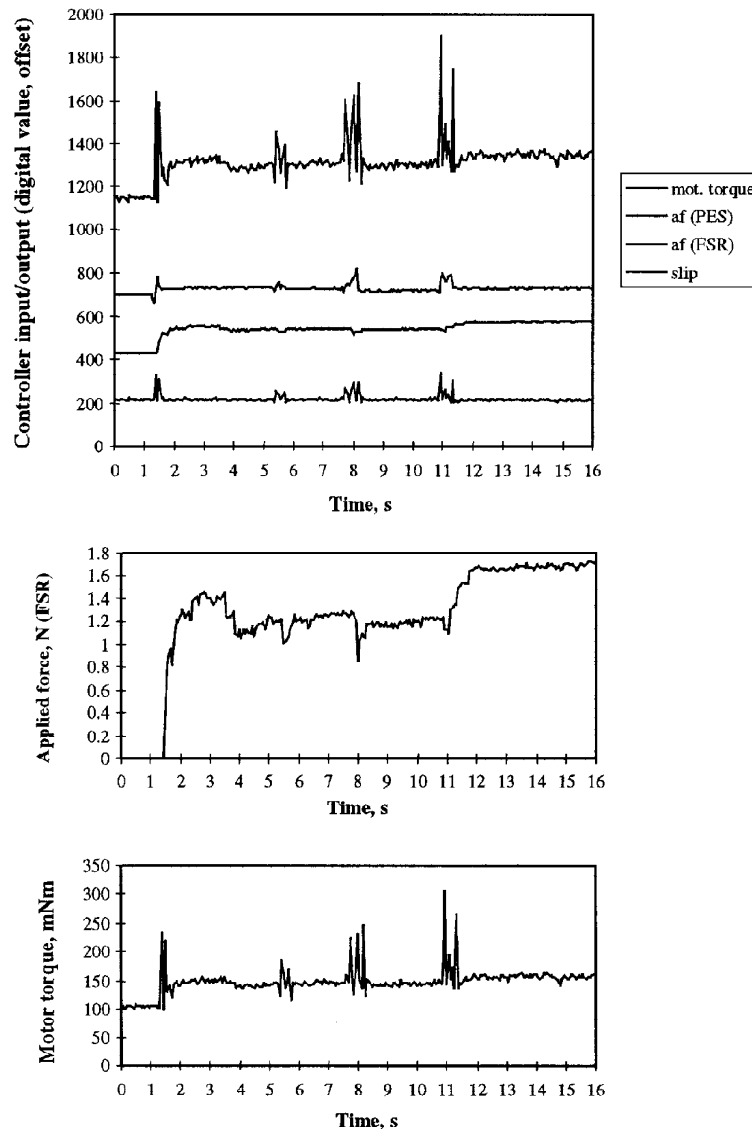 Controller input/output (digital value, offset)
2000
1800
1600
1400
1200
1000
800
600
400
200
0
0 1 2 3 4 5 6 7 8 9 10 11 12 13 14 15 16
Time, s
mot. torque
af (PES)
af (FSR)
slip
Applied force, N (FSR)
1.8
1.6
1.4
1.2
1
0.8
0.6
0.4
0.2
0
0 1 2 3 4 5 6 7 8 9 10 11 12 13 14 15 16
Time, s
Motor torque, mNm
350
300
250
200
150
100
50
0
0 1 2 3 4 5 6 7 8 9 10 11 12 13 14 15 16
Time, s